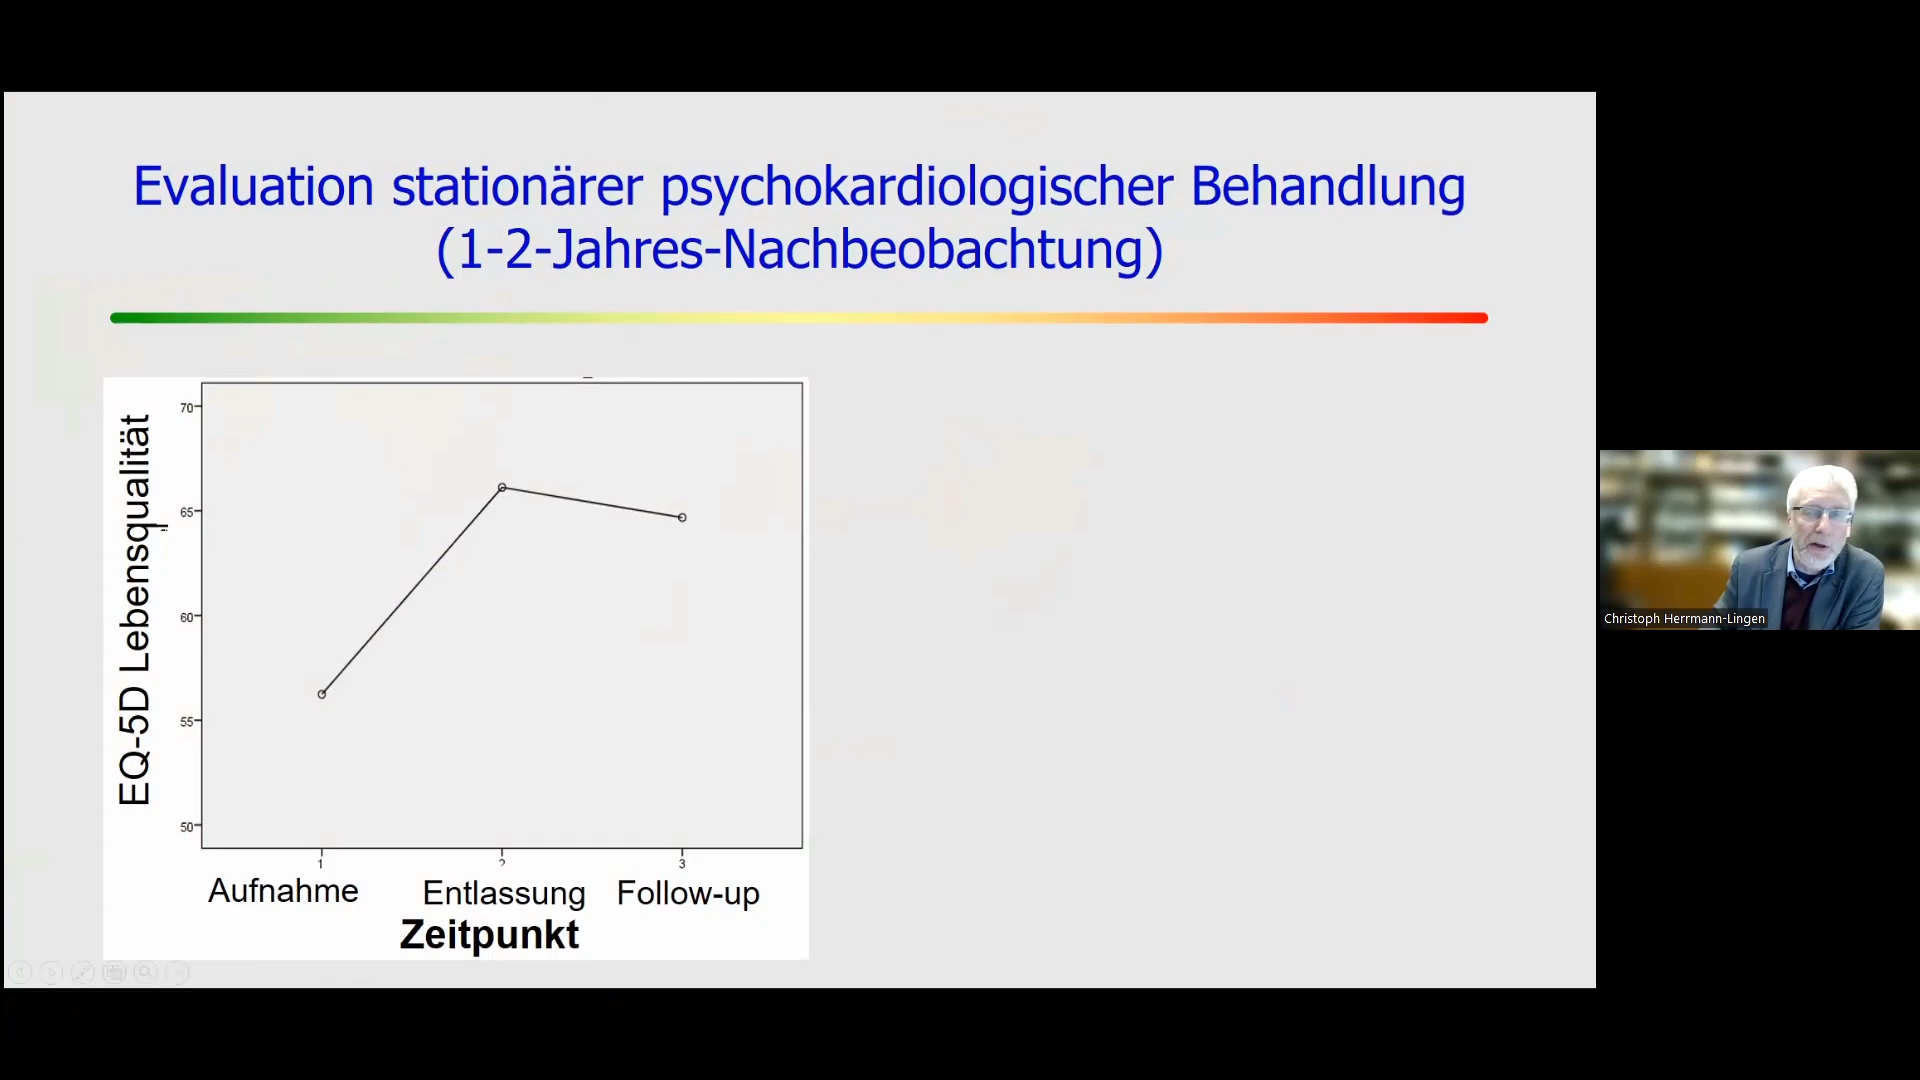 Evaluation stationärer psychokardiologischer Behandlung
(1-2-Jahres-Nachbeobachtung)
EQ-5D Lebensqualität
70
65
60
55
50
1
2
3
Aufnahme
Entlassung
Follow-up
Zeitpunkt
Christoph Herrmann-Lingen